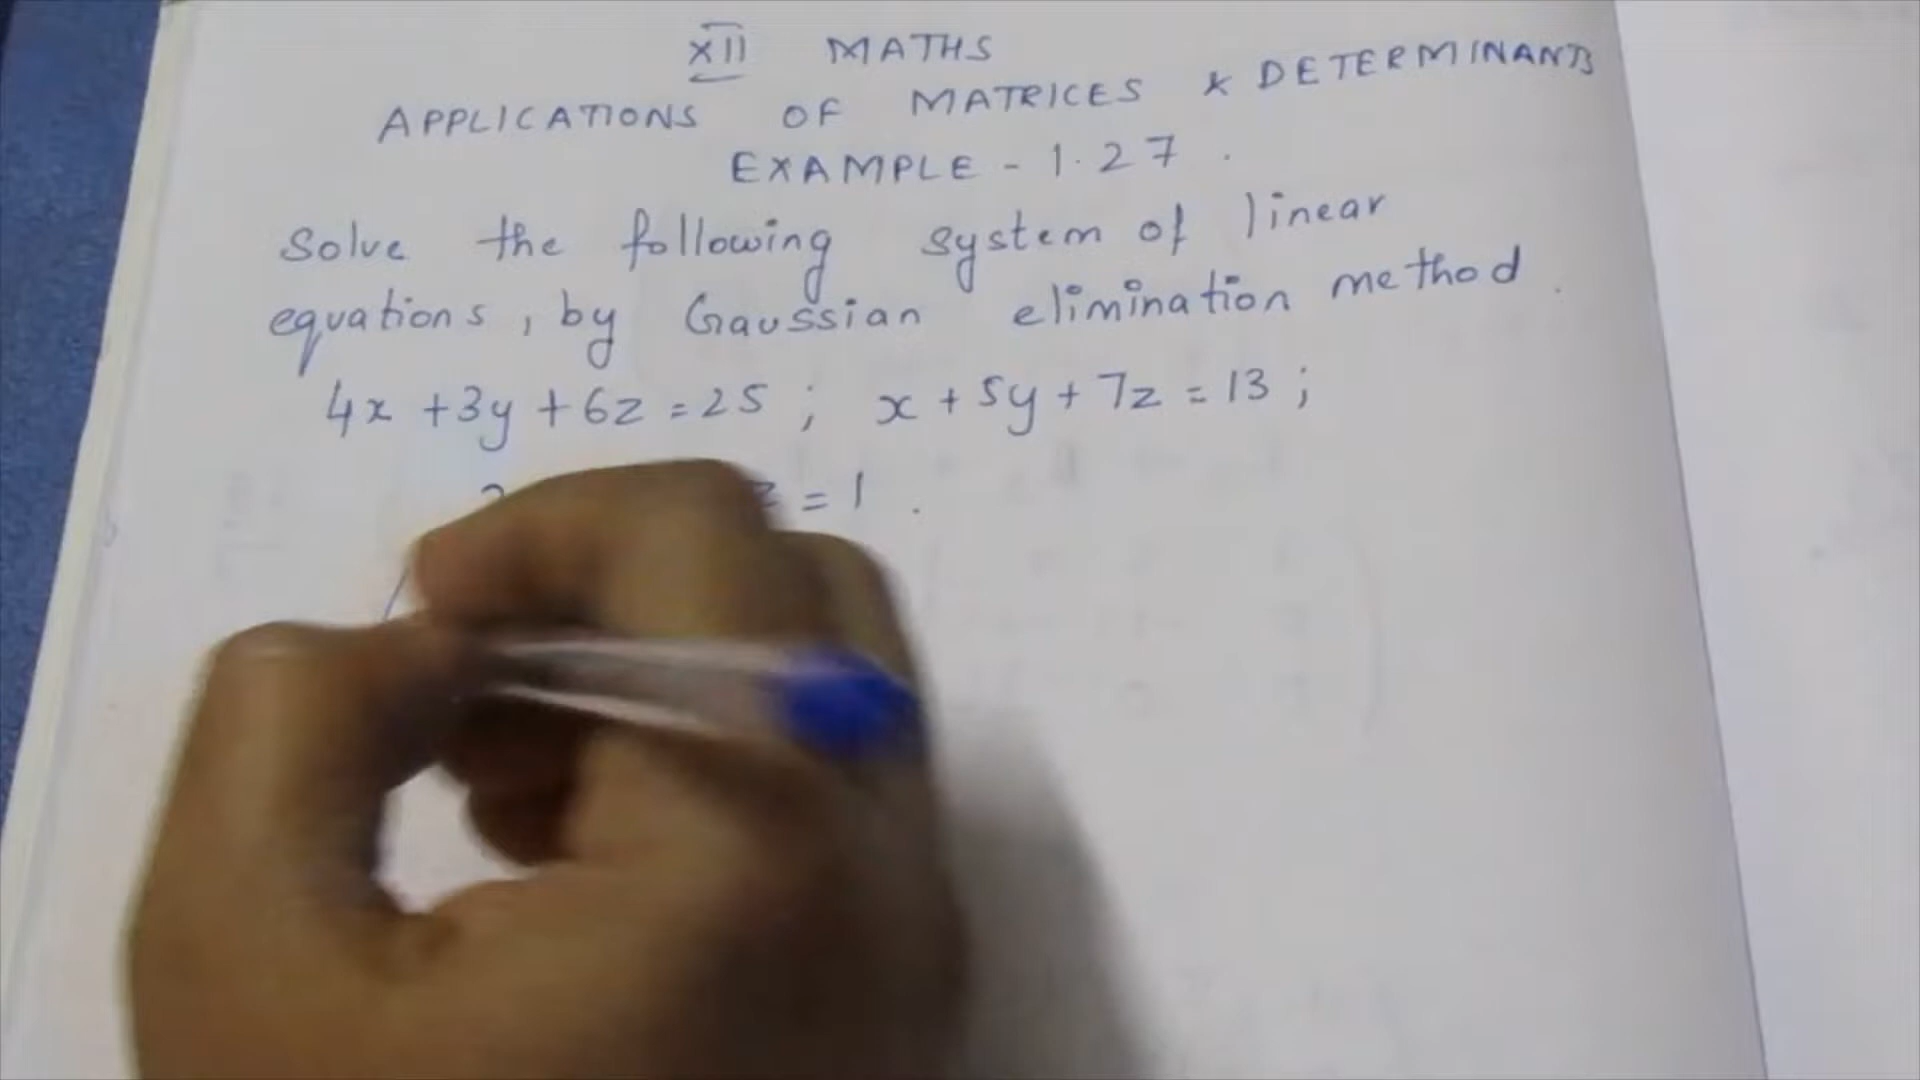 XII MATHS
APPLICATIONS OF MATRICES & DETERMINANTS
EXAMPLE - 1.27.
Solve the following system of linear
equations, by Gaussian elimination method.
4x + 3y + 6z = 25 ; x + 5y + 7z = 13 ;
z = 1.